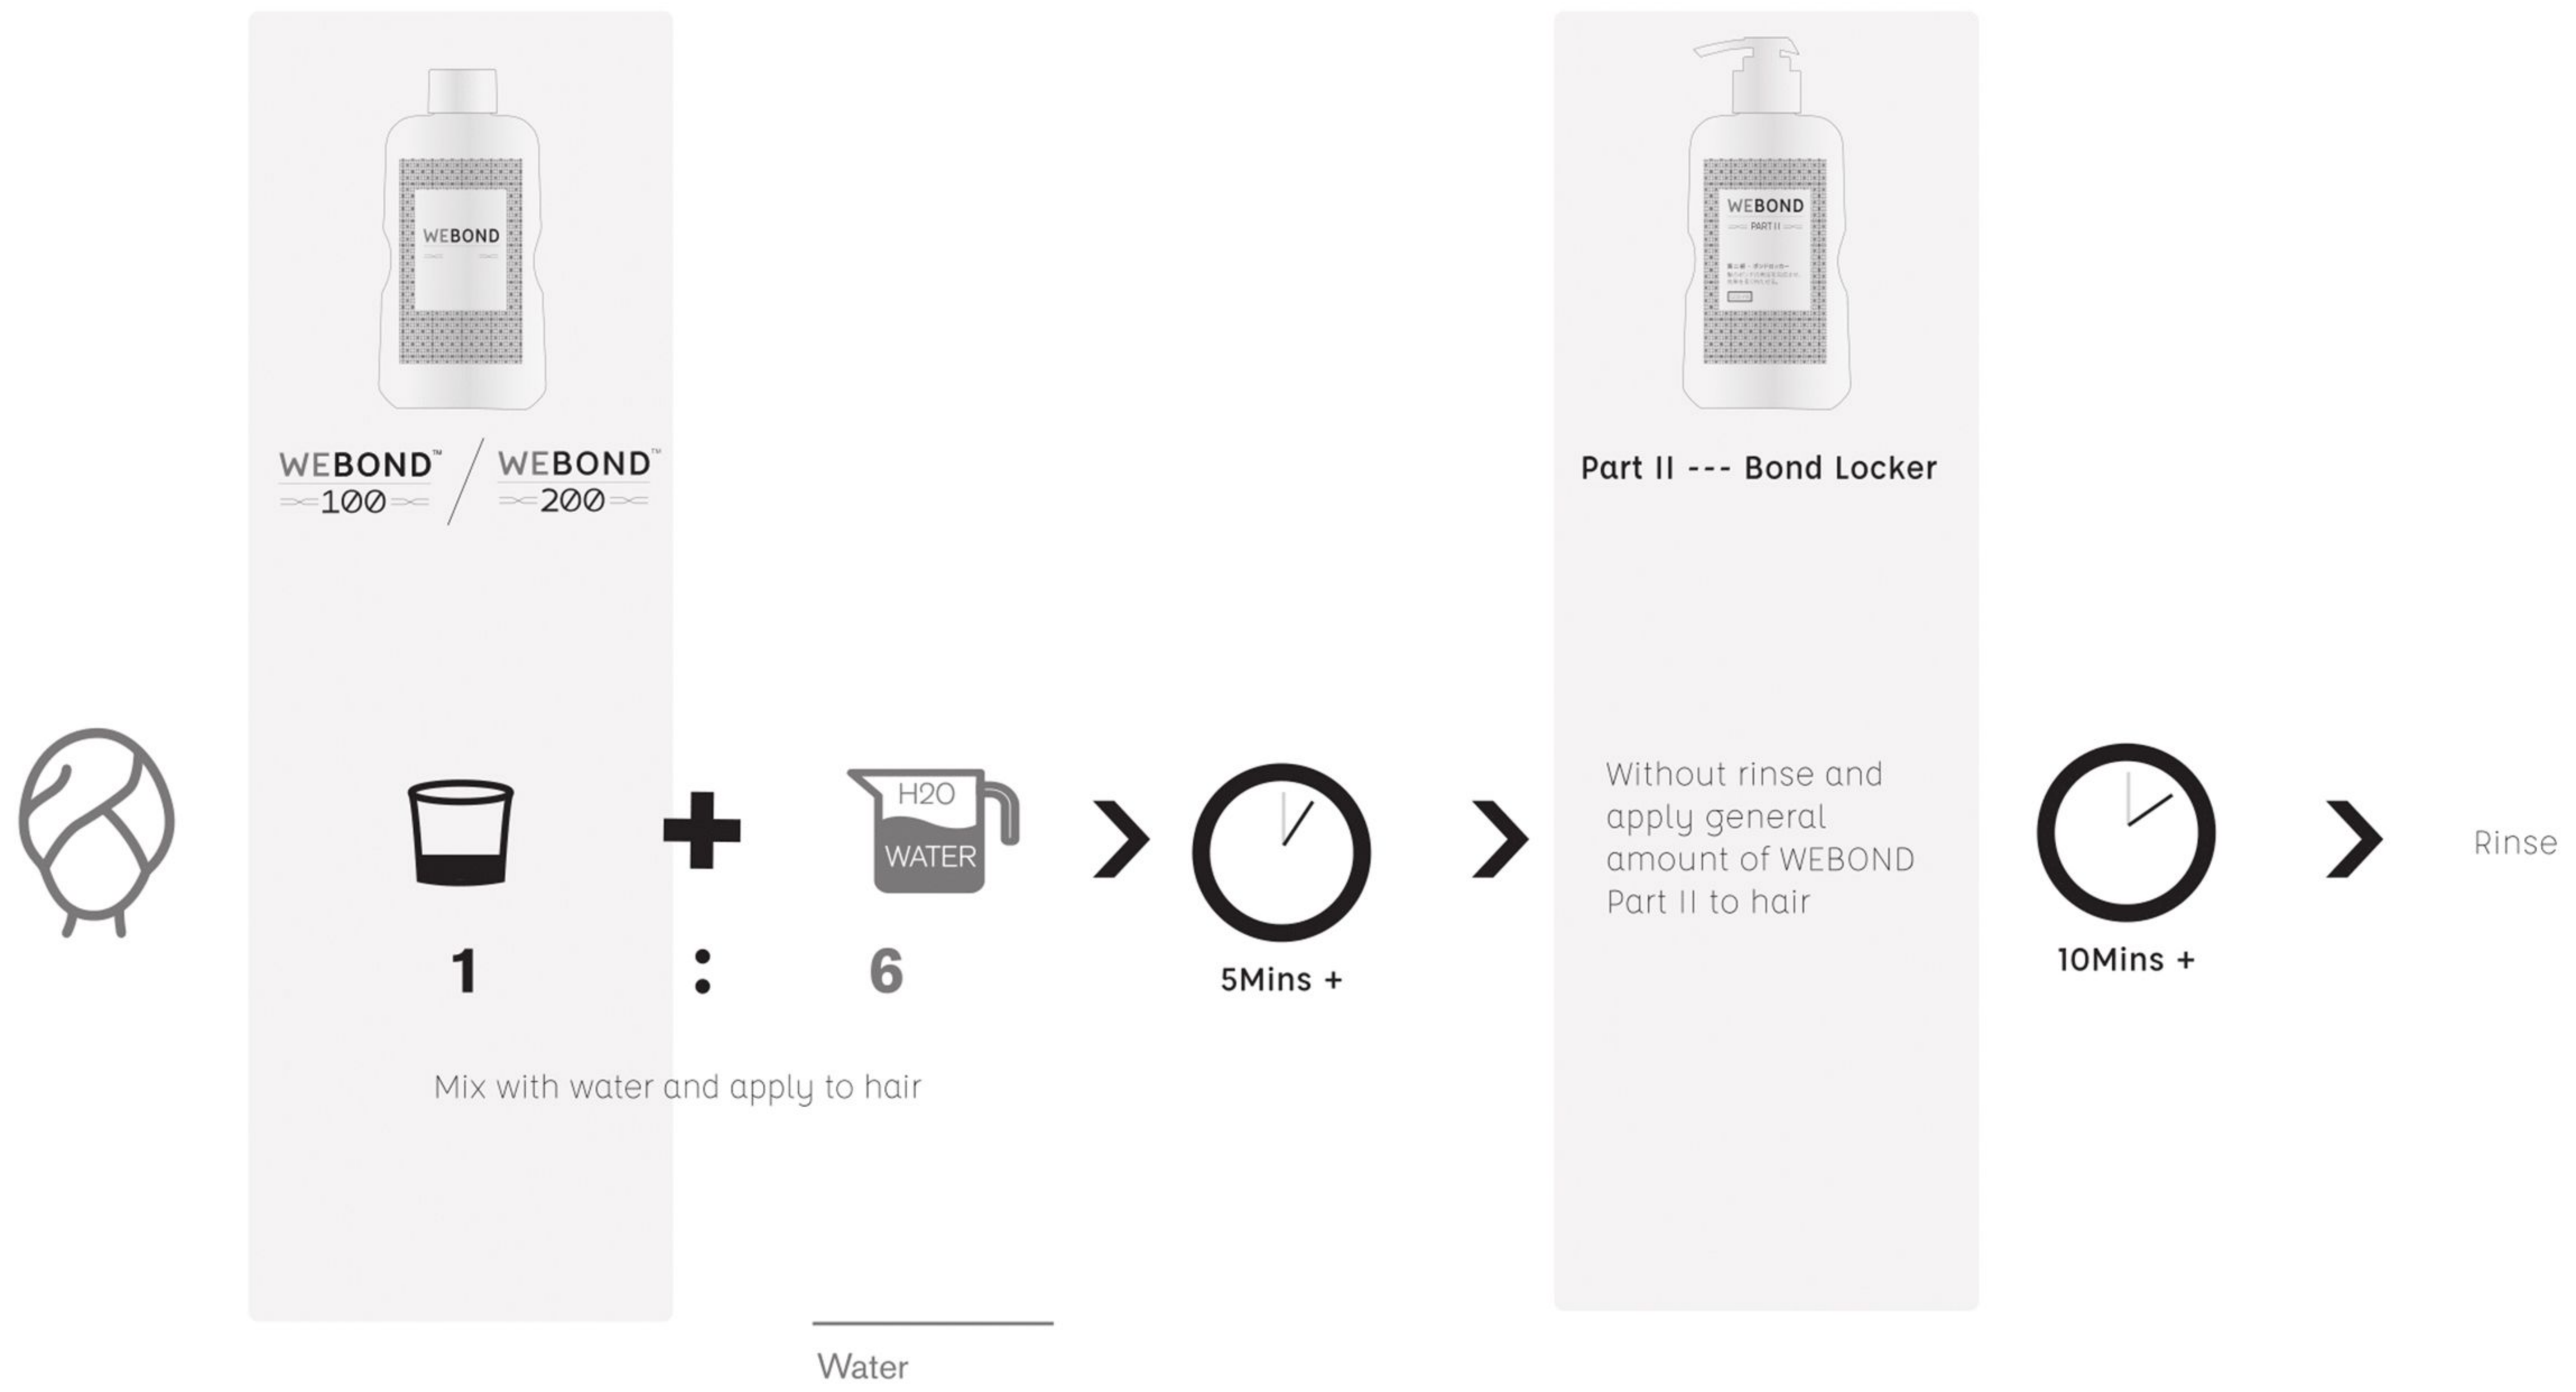 WEBOND
WEBOND
PART II
WEBOND™ / WEBOND™
100 200
Part II --- Bond Locker
H2O
WATER
Without rinse and
apply general
amount of WEBOND
Part II to hair
Rinse
1 : 6
5Mins +
10Mins +
Mix with water and apply to hair
Water